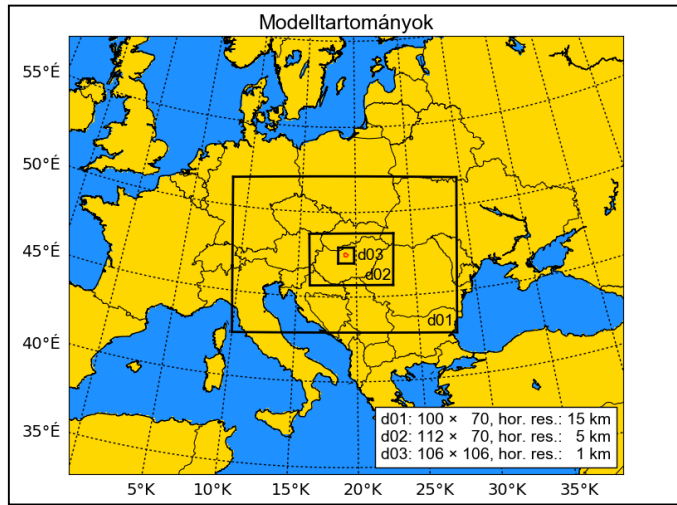 Modelltartományok
55°É
50°É
45°É
40°É
35°É
d03
d02
d01
d01: 100 × 70, hor. res.: 15 km
d02: 112 × 70, hor. res.: 5 km
d03: 106 × 106, hor. res.: 1 km
5°K 10°K 15°K 20°K 25°K 30°K 35°K